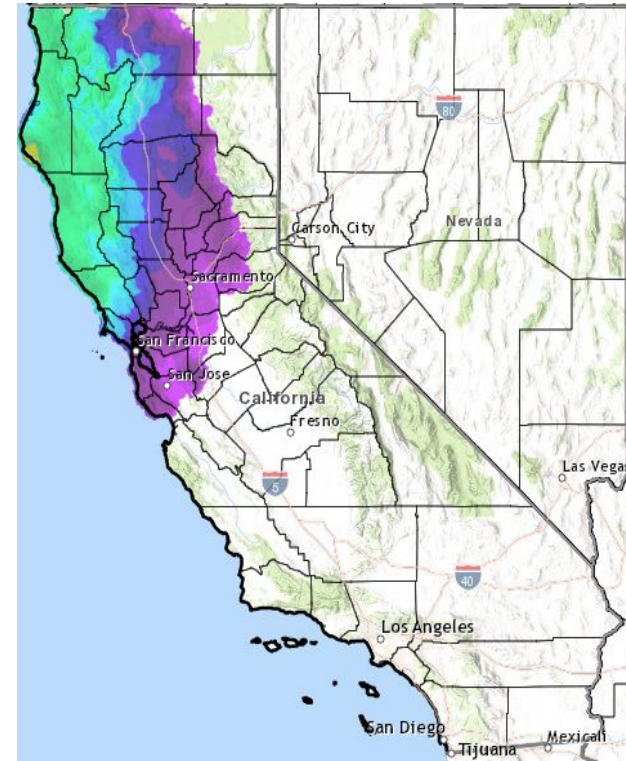 80
Nevada
Carson City
Sacramento
San Francisco
San Jose
California
Fresno
Las Vegas
5
40
Los Angeles
San Diego
Tijuana
Mexicali